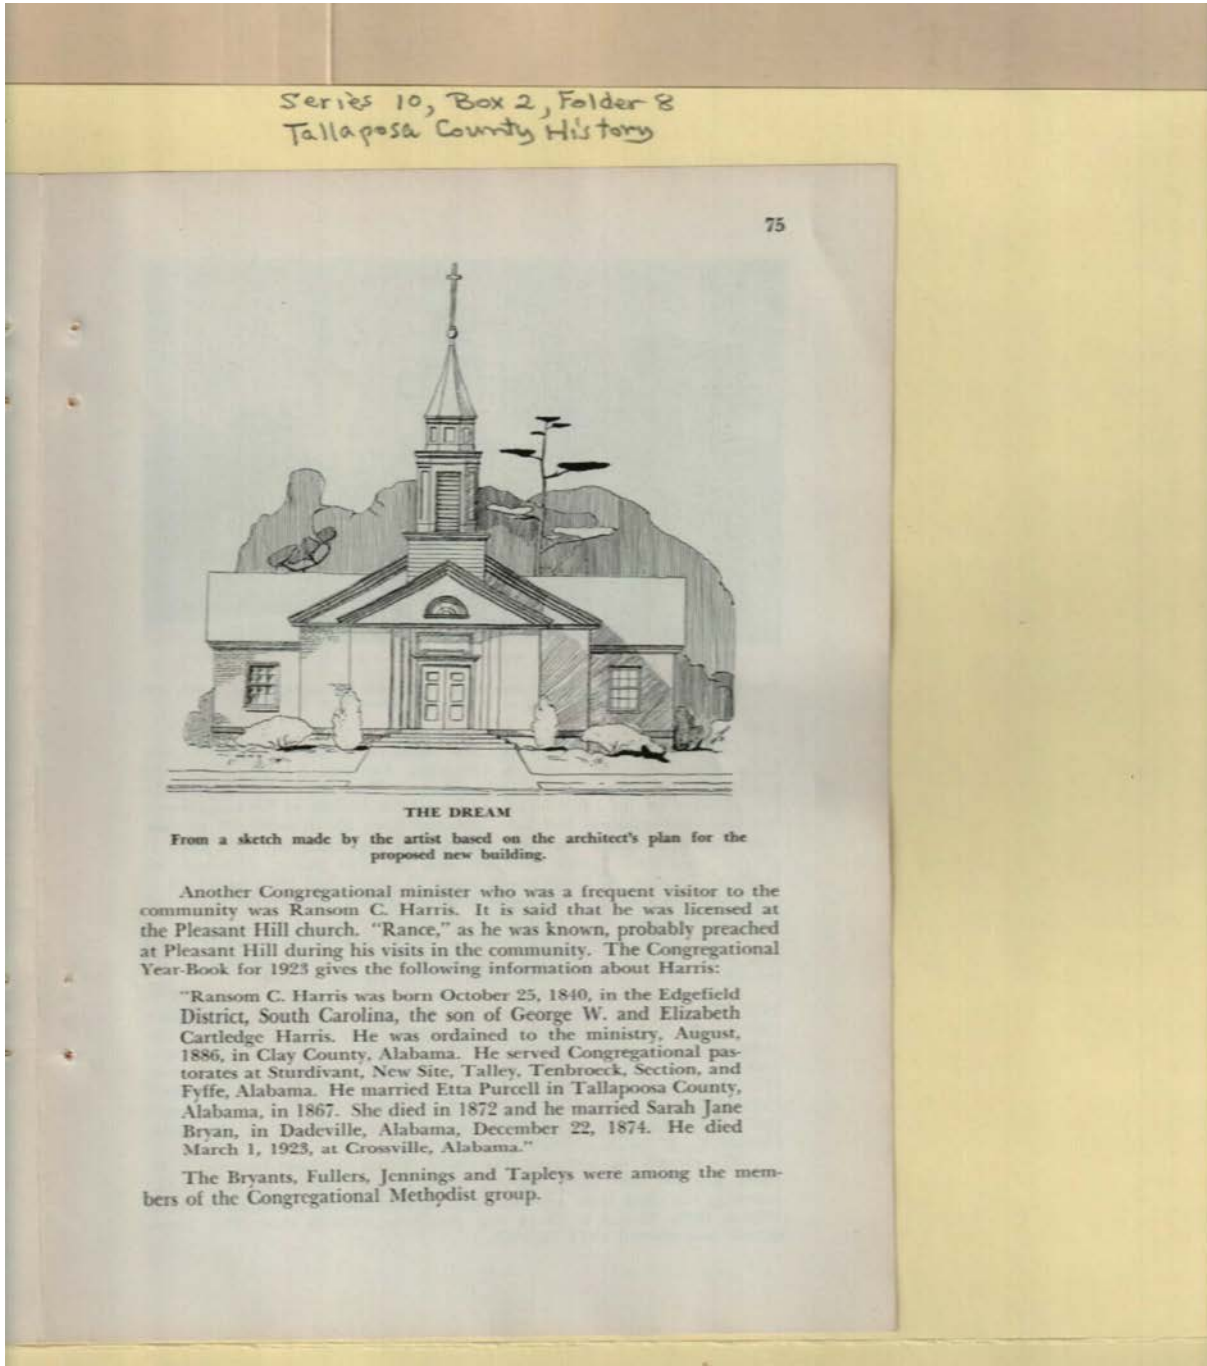 Series 10, Box 2, Folder 8
Tallaposa County History
75
THE DREAM
From a sketch made by the artist based on the architect's plan for the
proposed new building.
Another Congregational minister who was a frequent visitor to the
community was Ransom C. Harris. It is said that he was licensed at
the Pleasant Hill church. "Rance," as he was known, probably preached
at Pleasant Hill during his visits in the community. The Congregational
Year-Book for 1923 gives the following information about Harris:
"Ransom C. Harris was born October 25, 1840, in the Edgefield
District, South Carolina, the son of George W. and Elizabeth
Cartledge Harris. He was ordained to the ministry, August,
1886, in Clay County, Alabama. He served Congregational pas-
torates at Sturdivant, New Site, Talley, Tenbroeck, Section, and
Fyffe, Alabama. He married Etta Purcell in Tallapoosa County,
Alabama, in 1867. She died in 1872 and he married Sarah Jane
Bryan, in Dadeville, Alabama, December 22, 1874. He died
March 1, 1923, at Crossville, Alabama."
The Bryants, Fullers, Jennings and Tapleys were among the mem-
bers of the Congregational Methodist group.